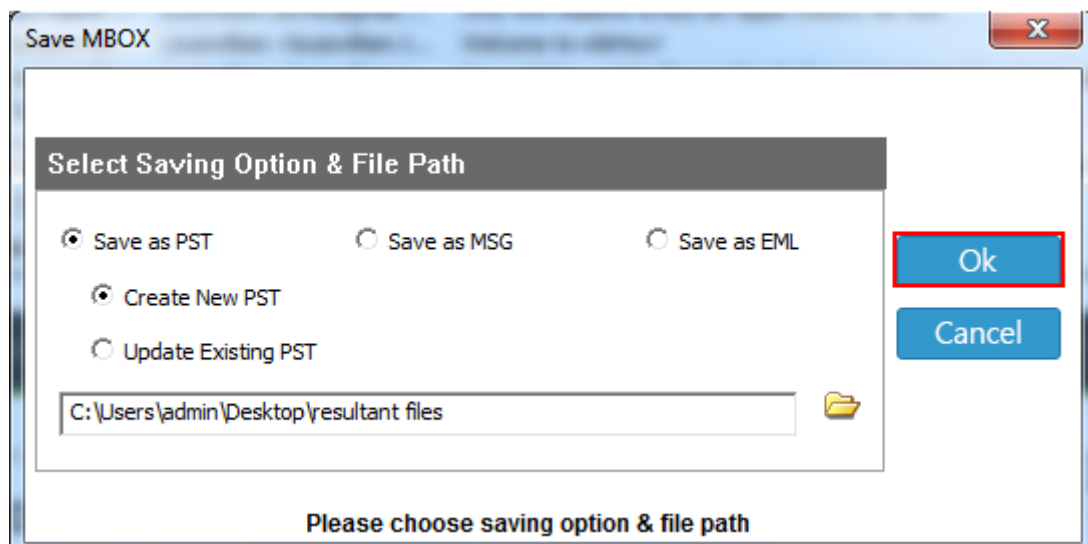 Save MBOX
Select Saving Option & File Path
Save as PST Save as MSG Save as EML
Create New PST
Update Existing PST
C:\Users\admin\Desktop\resultant files
Ok
Cancel
Please choose saving option & file path